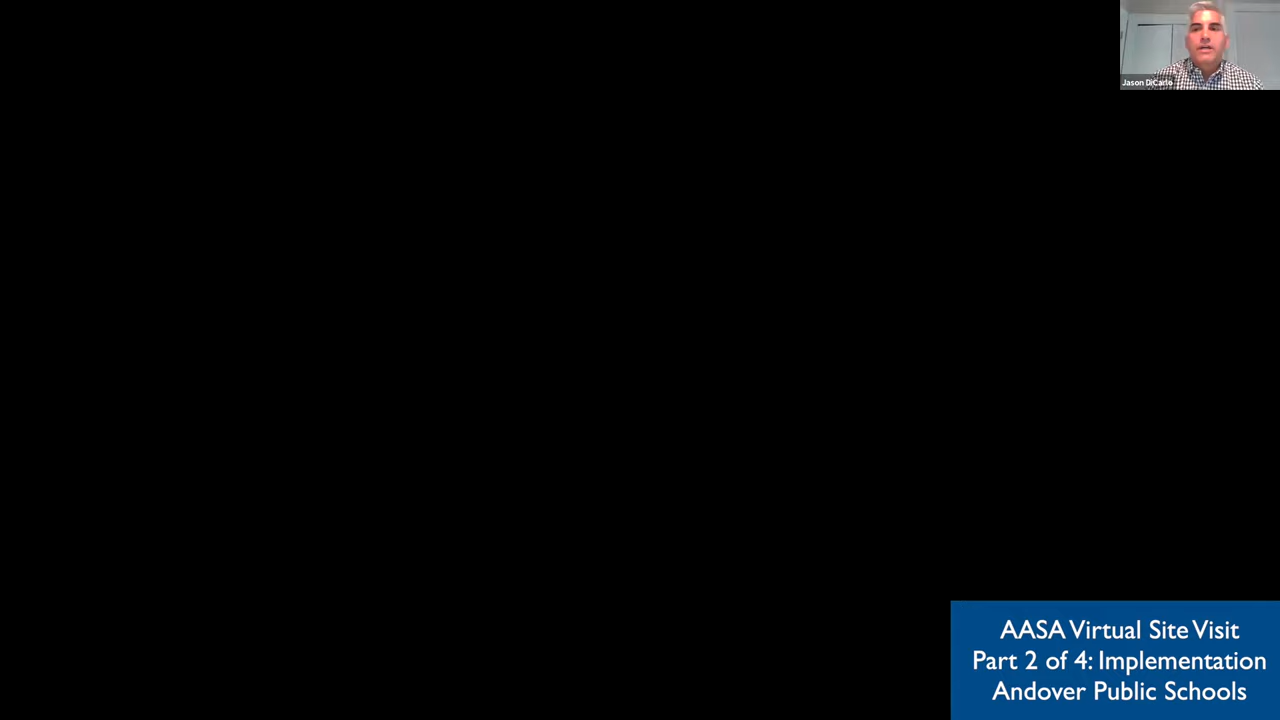 Jason DiCarlo
AASA Virtual Site Visit
Part 2 of 4: Implementation
Andover Public Schools